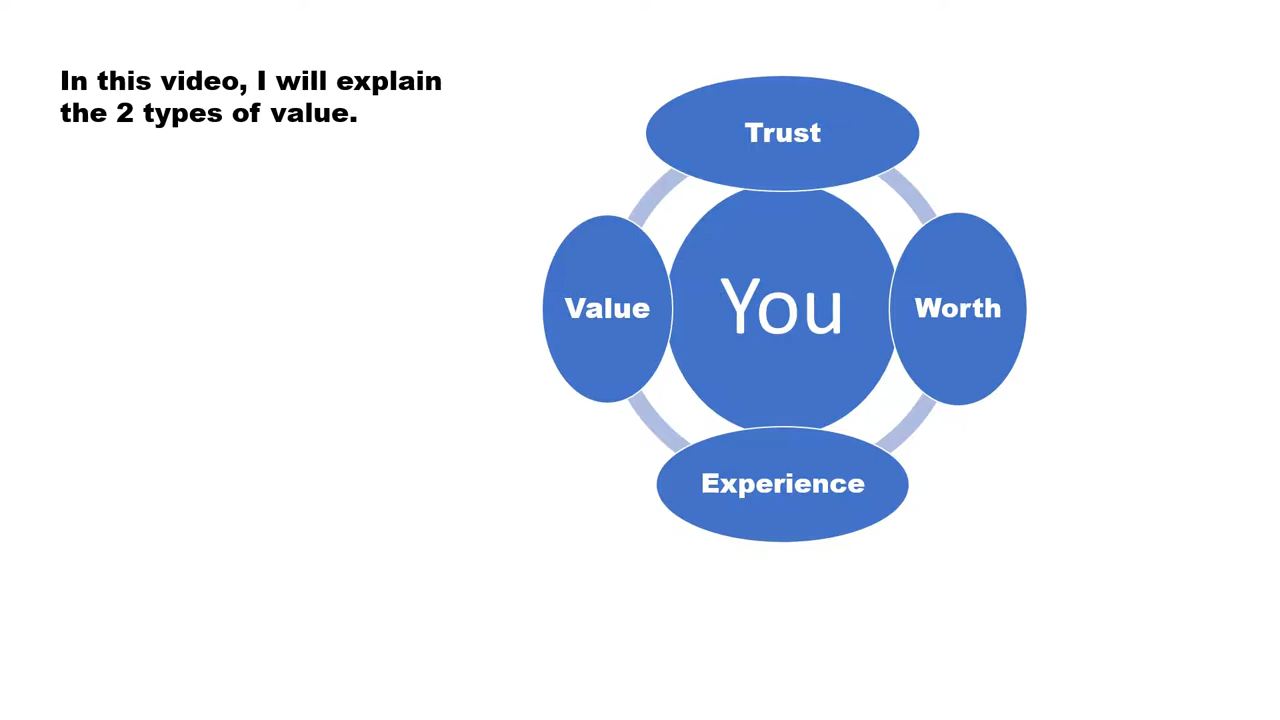 In this video, I will explain
the 2 types of value.
Trust
Value
You
Worth
Experience